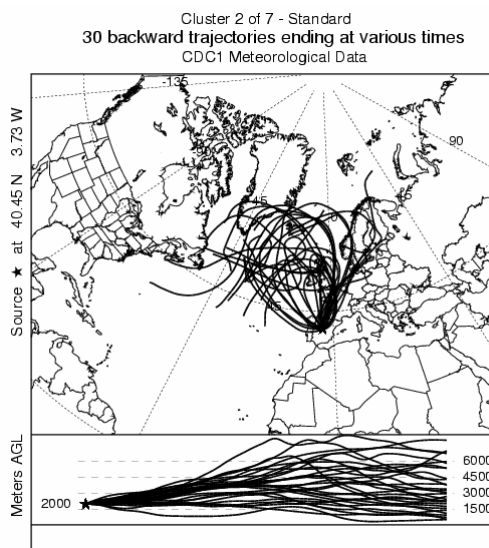 Cluster 2 of 7 - Standard
30 backward trajectories ending at various times
CDC1 Meteorological Data
Source ★ at 40.45 N 3.73 W
-135
90
45
Meters AGL
2000
6000
4500
3000
1500